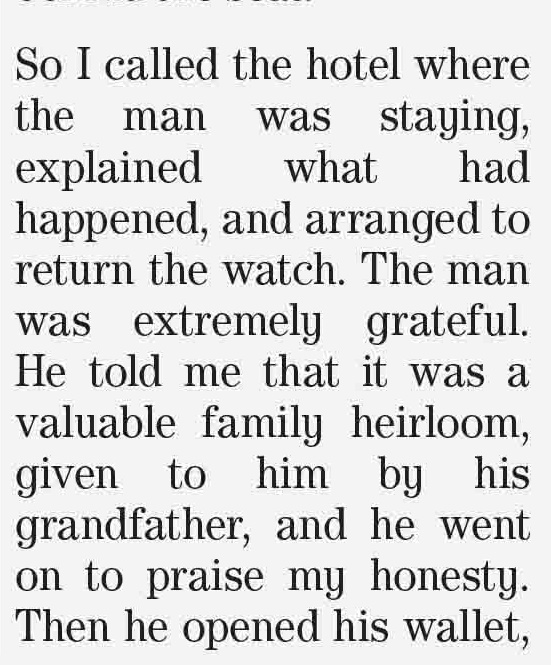 So I called the hotel where
the man was staying,
explained what had
happened, and arranged to
return the watch. The man
was extremely grateful.
He told me that it was a
valuable family heirloom,
given to him by his
grandfather, and he went
on to praise my honesty.
Then he opened his wallet,